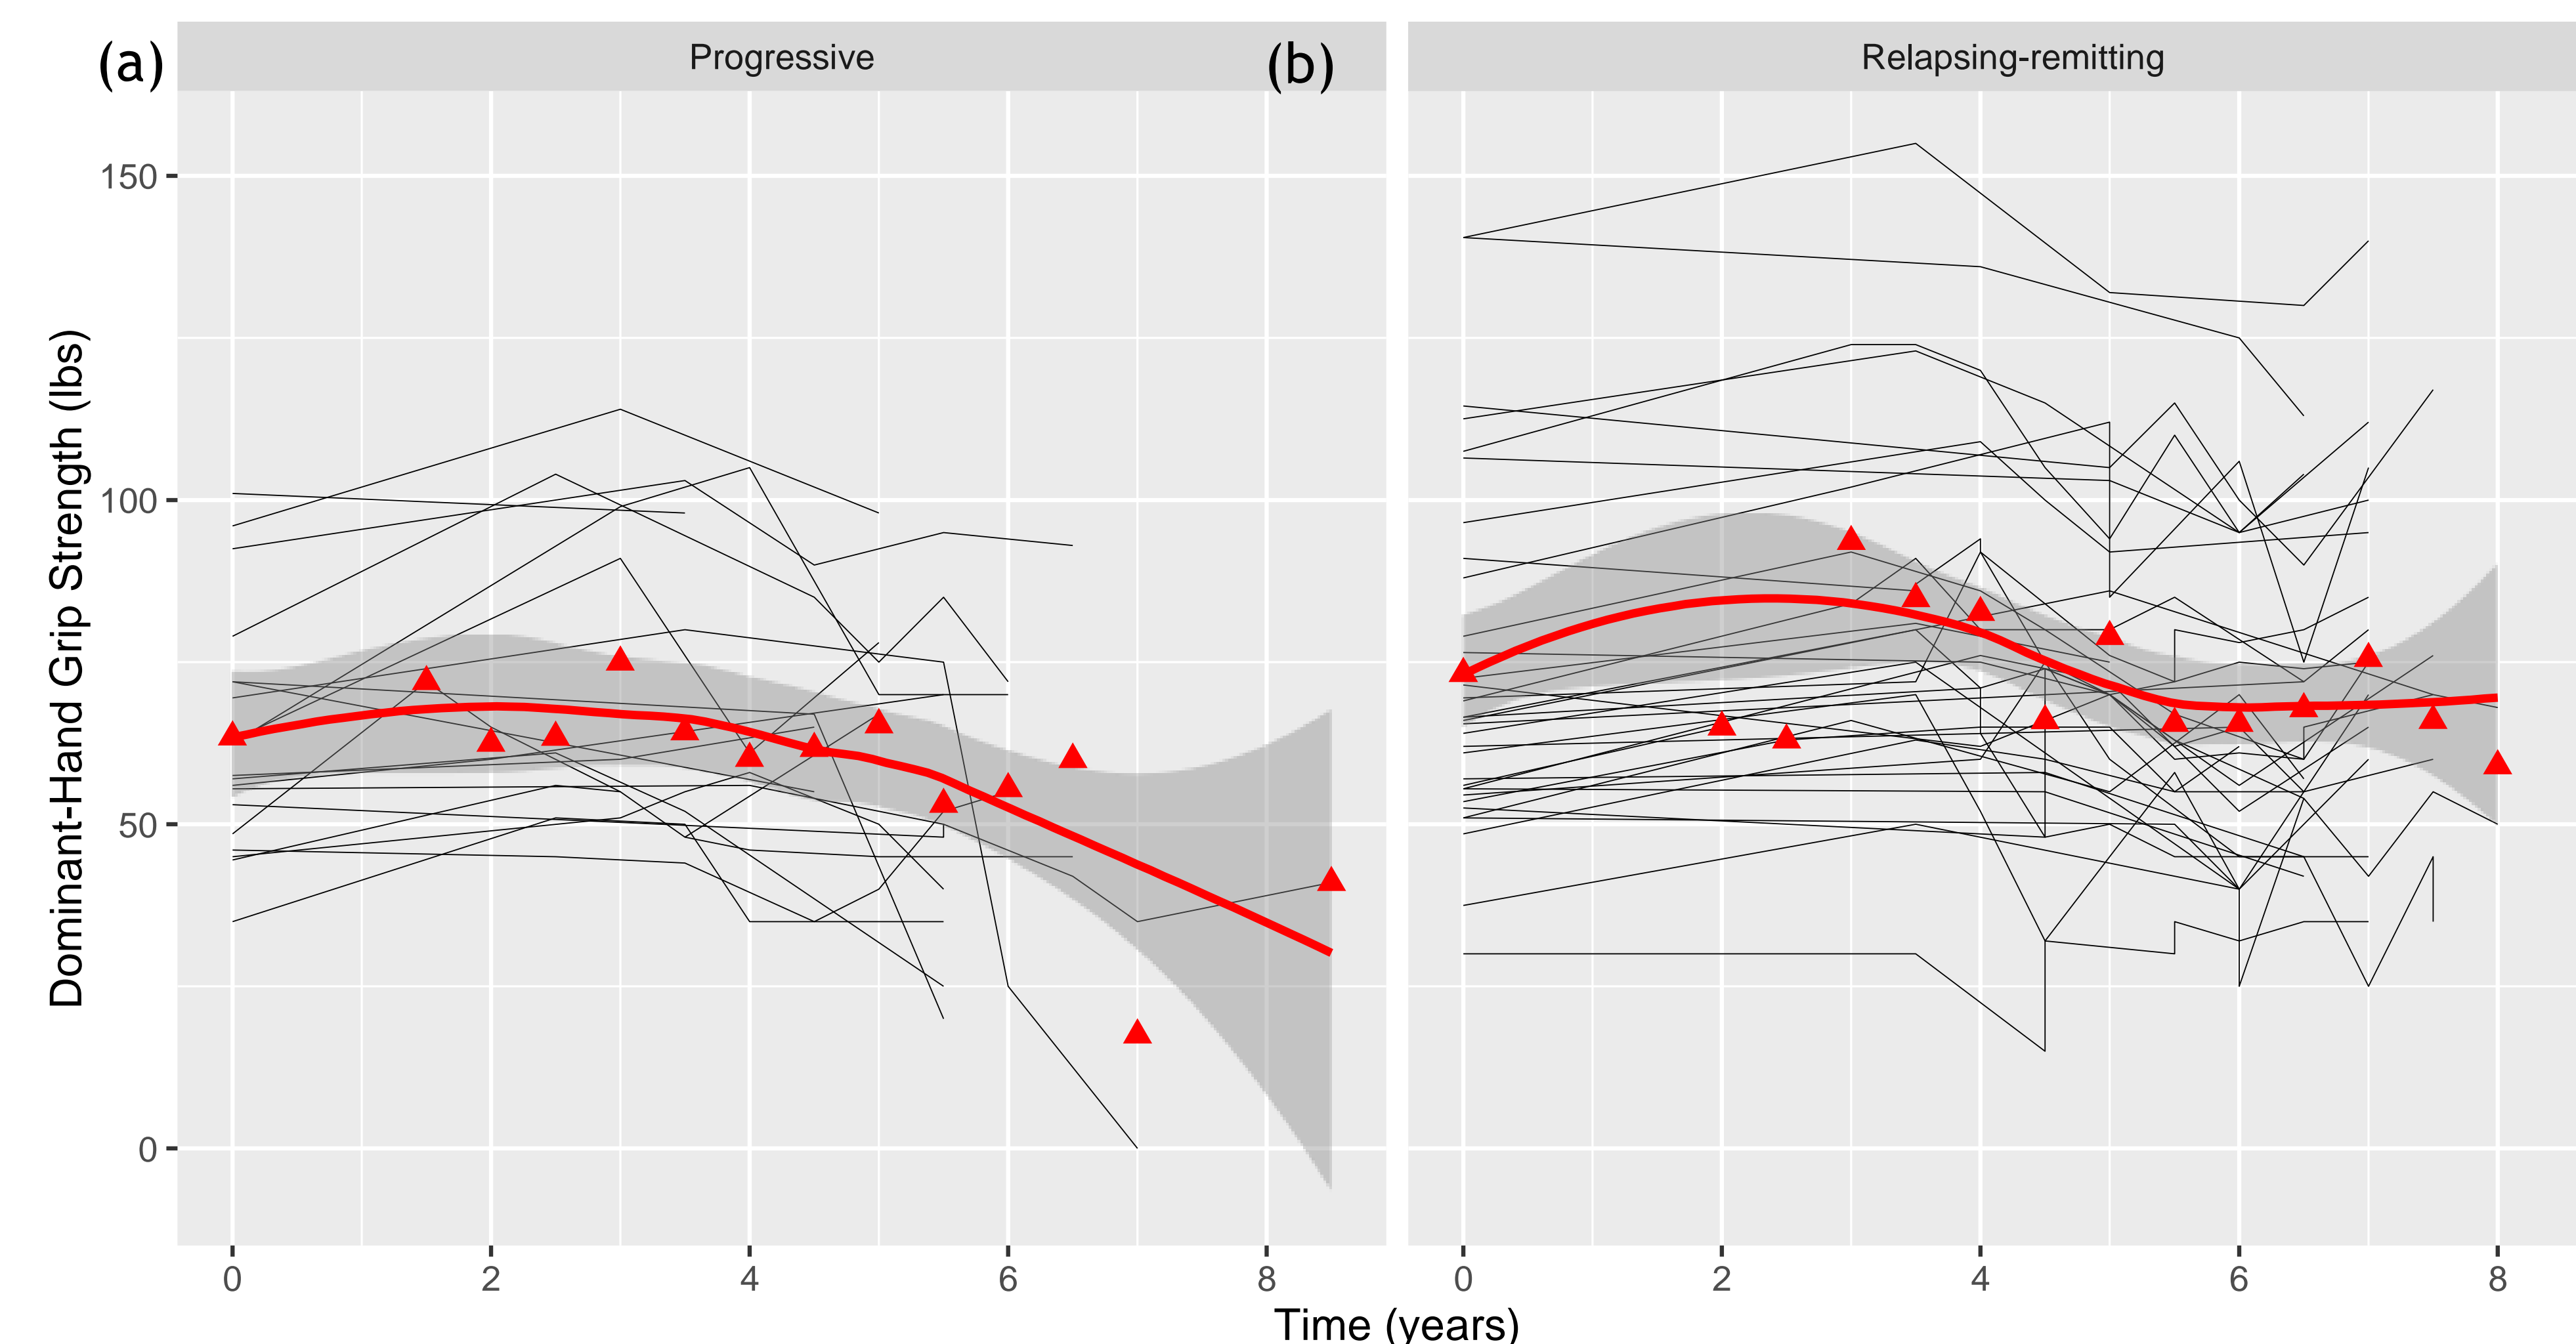 (a) Progressive (b) Relapsing-remitting
Dominant-Hand Grip Strength (lbs)
150
100
50
0
0 2 4 6 8 0 2 4 6 8
Time (years)